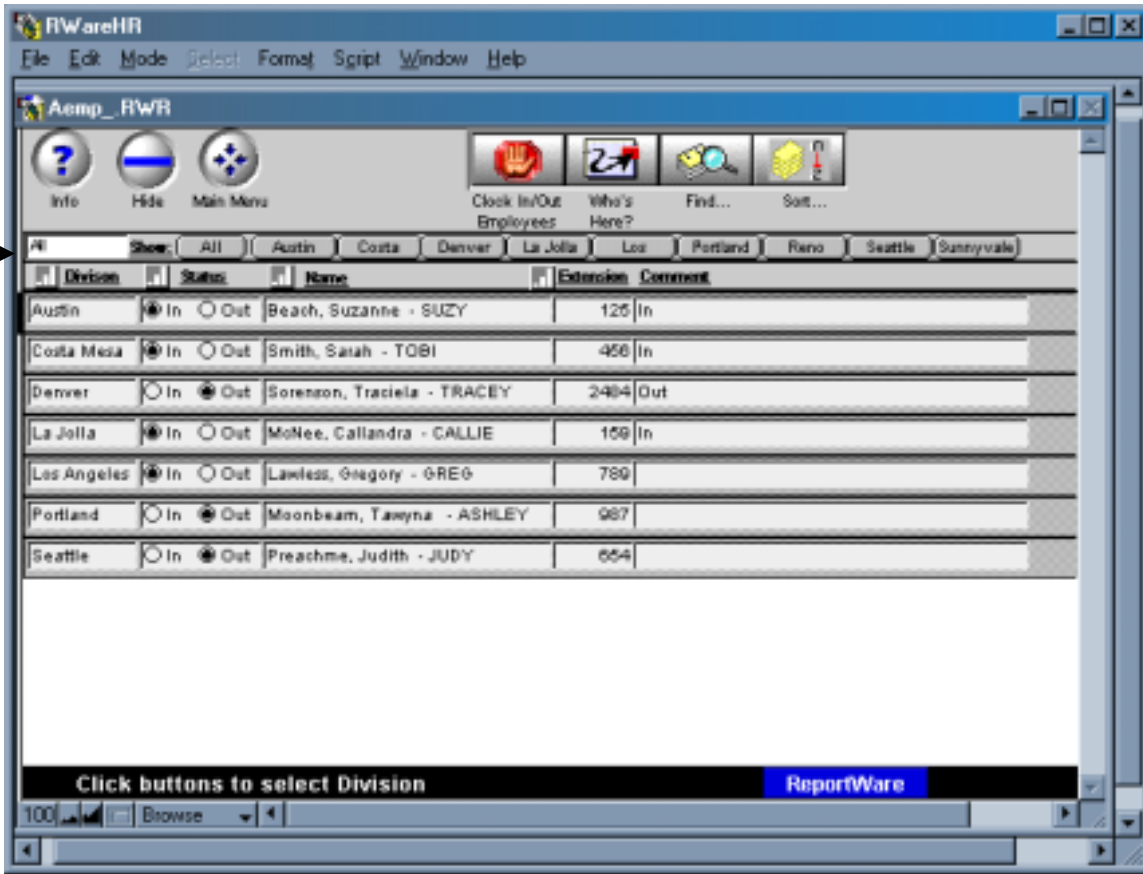 RWareHR
File Edit Mode Select Format Script Window Help
Aemp_.RWR
Info Hide Main Menu Clock In/Out Employees Who's Here? Find... Sort...
All Show: All Austin Costa Denver La Jolla Los Portland Reno Seattle Sunnyvale
Divison Status Name Extension Comment
Austin In Out Beach, Suzanne - SUZY 125 In
Costa Mesa In Out Smith, Sarah - TOBI 456 In
Denver In Out Sorenson, Traciela - TRACEY 2484 Out
La Jolla In Out McNee, Callandra - CALLIE 159 In
Los Angeles In Out Lawless, Gregory - GREG 789
Portland In Out Moonbeam, Tawyna - ASHLEY 987
Seattle In Out Preachme, Judith - JUDY 654
Click buttons to select Division ReportWare
100 Browse